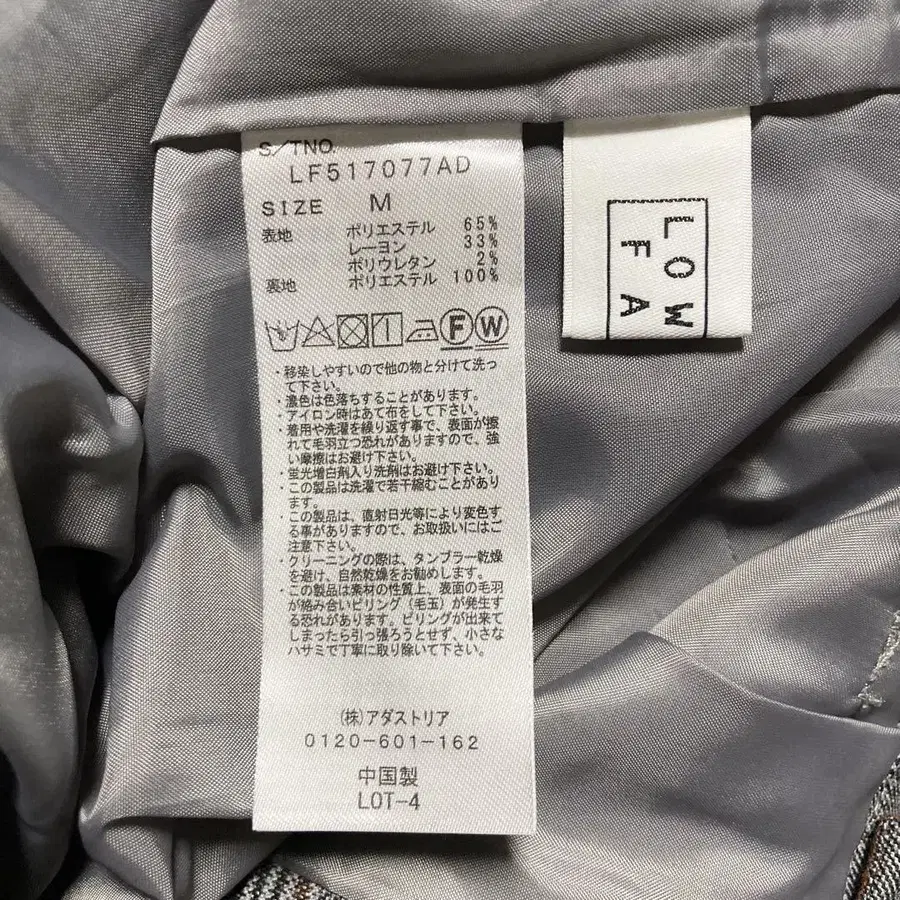 S/TNO.
LF517077AD
SIZE M
表地 ポリエステル 65%
レーヨン 33%
ポリウレタン 2%
裏地 ポリエステル 100%
F W
・移染しやすいので他の物と分けて洗っ
て下さい。
・濃色は色落ちすることがあります。
・アイロン時はあて布をして下さい。
・着用や洗濯を繰り返す事で、表面が擦
れて毛羽立つ恐れがありますので、強
い摩擦はお避け下さい。
・蛍光増白剤入り洗剤はお避け下さい。
・この製品は洗濯で若干縮むことがあり
ます。
・この製品は、直射日光等により変色す
る事がありますので、お取扱いにはご
注意下さい。
・クリーニングの際は、タンブラー乾燥
を避け、自然乾燥をお勧めします。
・この製品は素材の性質上、表面の毛羽
が絡み合いピリング（毛玉）が発生す
る恐れがあります。ピリングが出来て
しまったら引っ張ろうとせず、小さな
ハサミで丁寧に取り除いて下さい。
(株)アダストリア
0120-601-162
中国製
LOT-4
LOW
FA